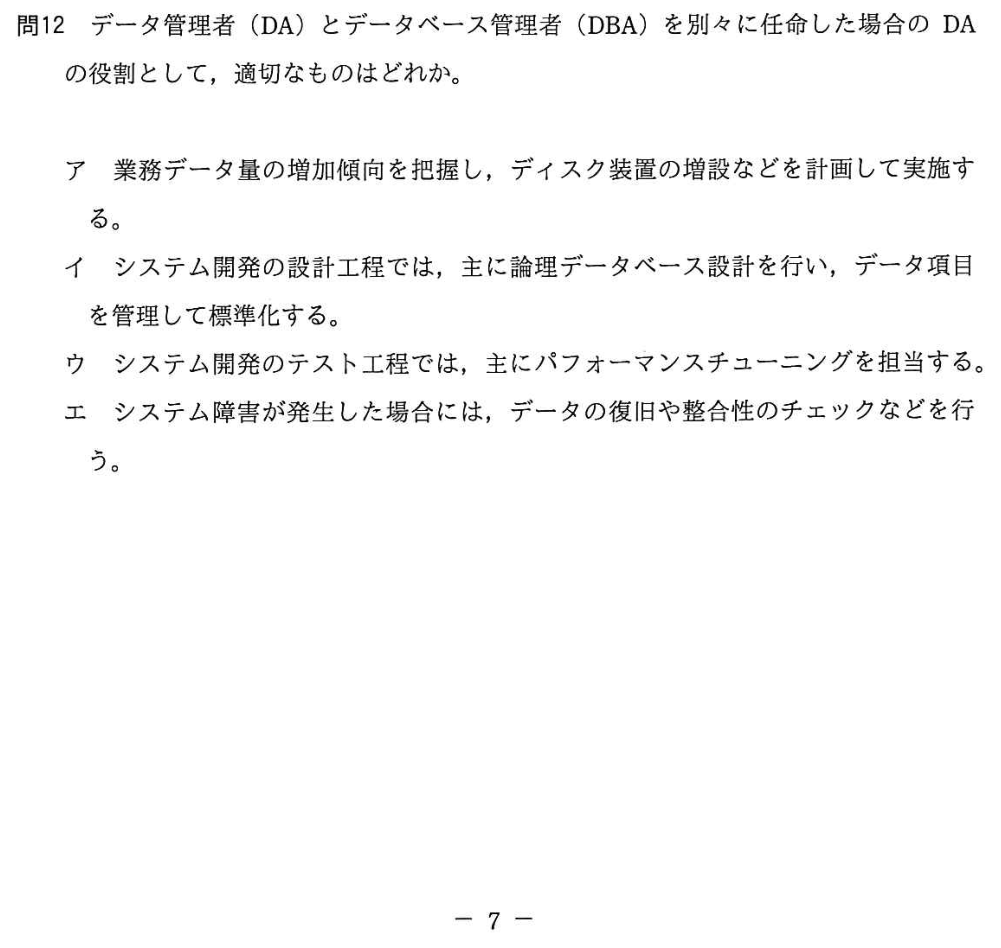 問12　データ管理者（DA）とデータベース管理者（DBA）を別々に任命した場合の DA
の役割として，適切なものはどれか。
ア　業務データ量の増加傾向を把握し，ディスク装置の増設などを計画して実施す
る。
イ　システム開発の設計工程では，主に論理データベース設計を行い，データ項目
を管理して標準化する。
ウ　システム開発のテスト工程では，主にパフォーマンスチューニングを担当する。
エ　システム障害が発生した場合には，データの復旧や整合性のチェックなどを行
う。
－ 7 －